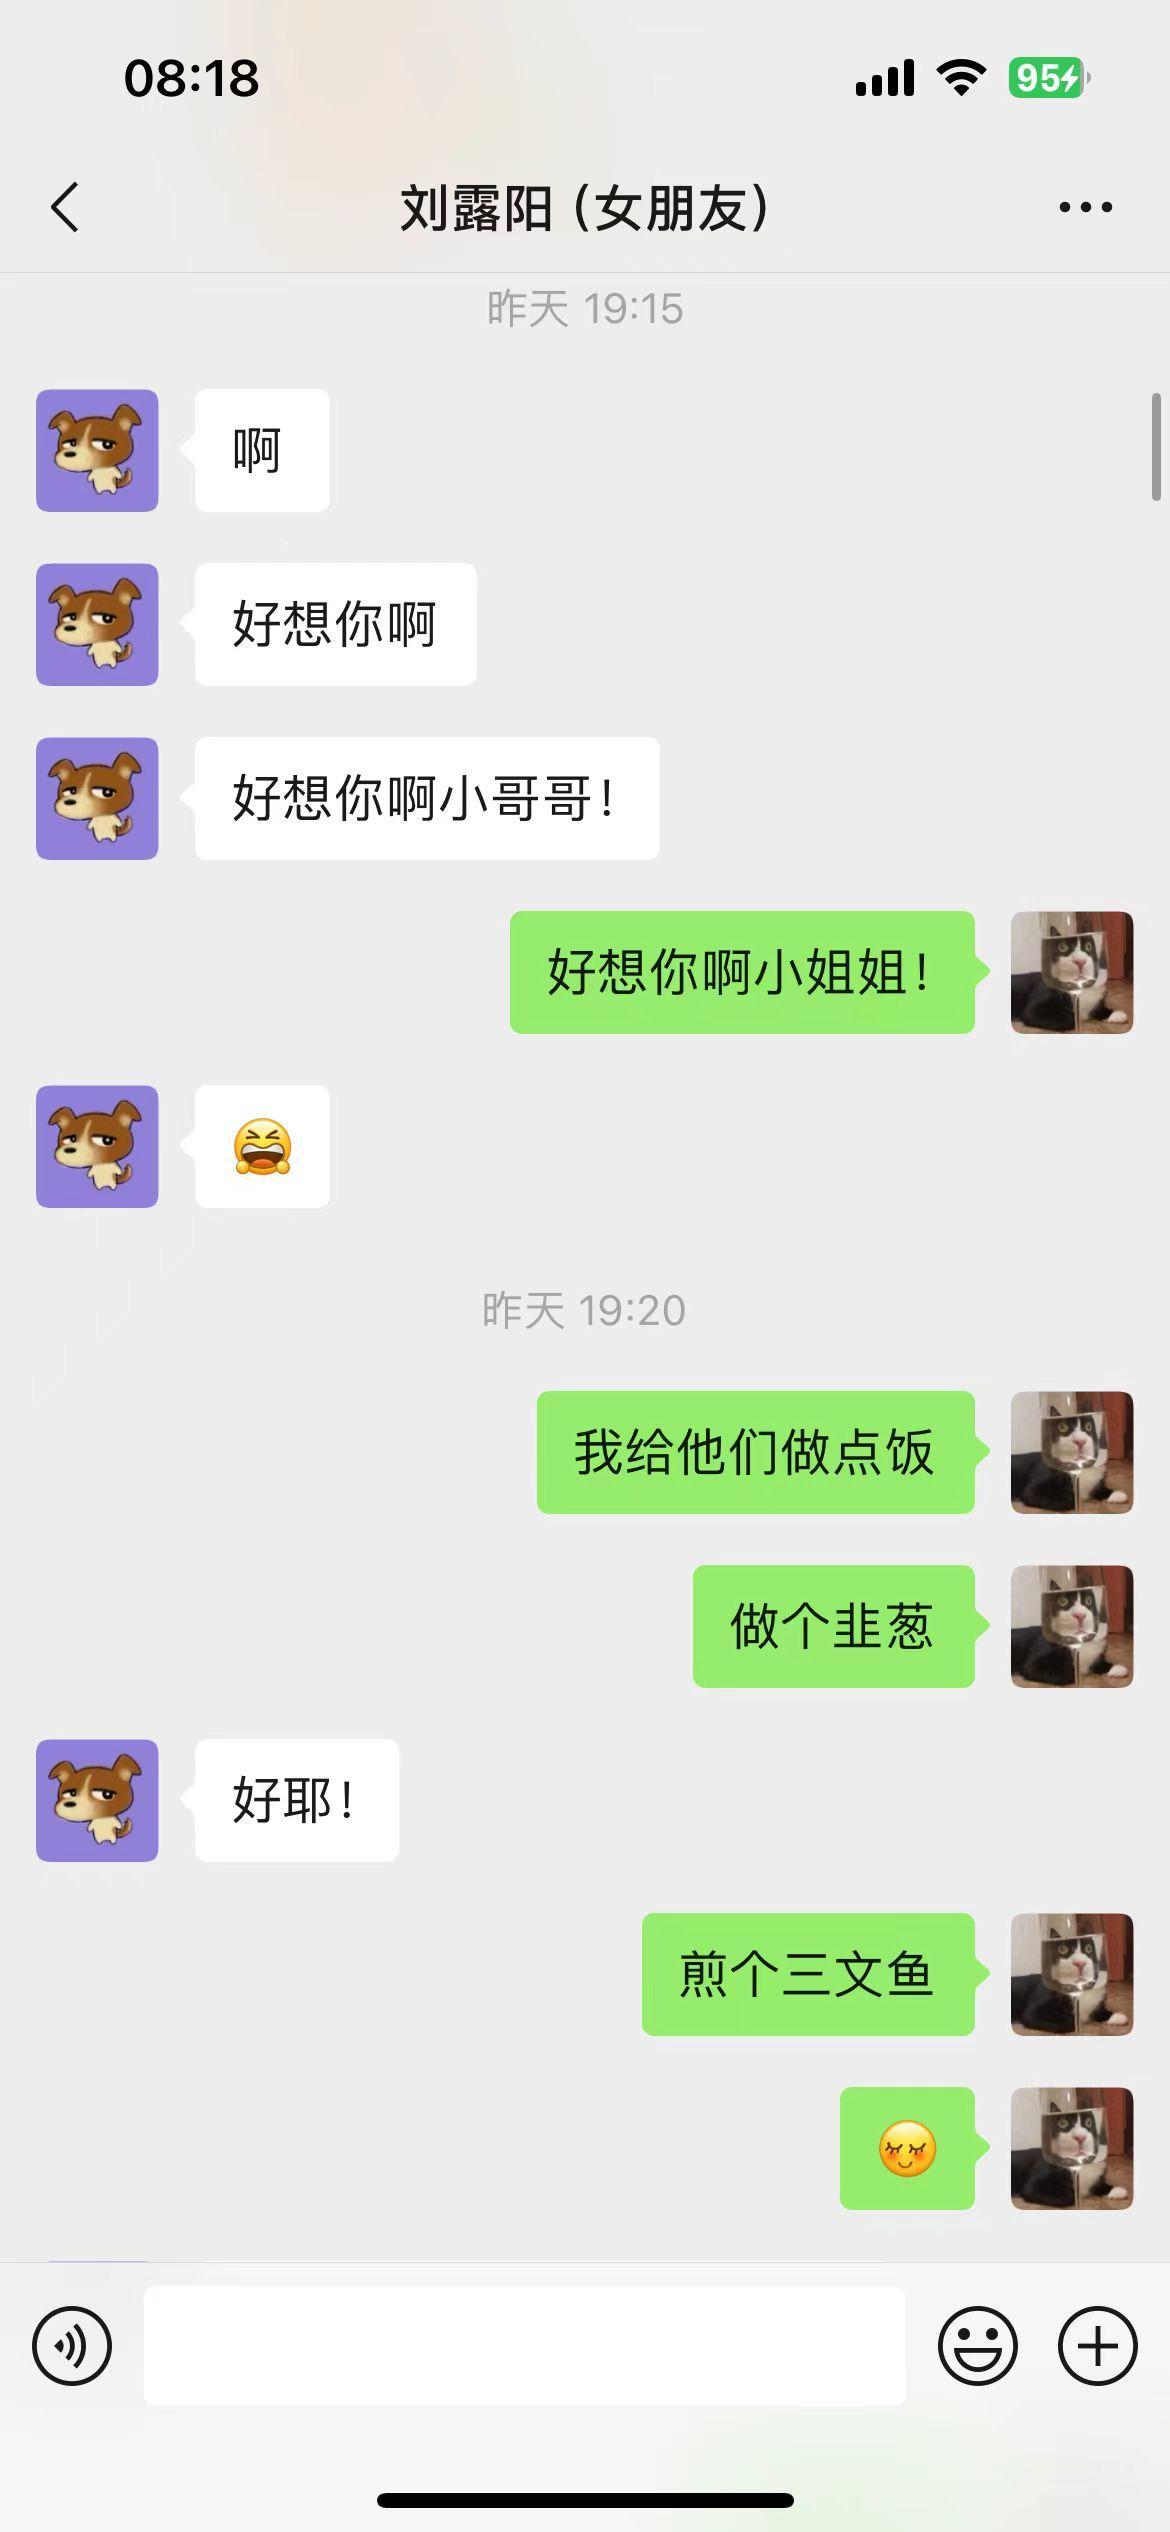 08:18
95
刘露阳（女朋友）
昨天 19:15
啊
好想你啊
好想你啊小哥哥！
好想你啊小姐姐！
昨天 19:20
我给他们做点饭
做个韭葱
好耶！
煎个三文鱼